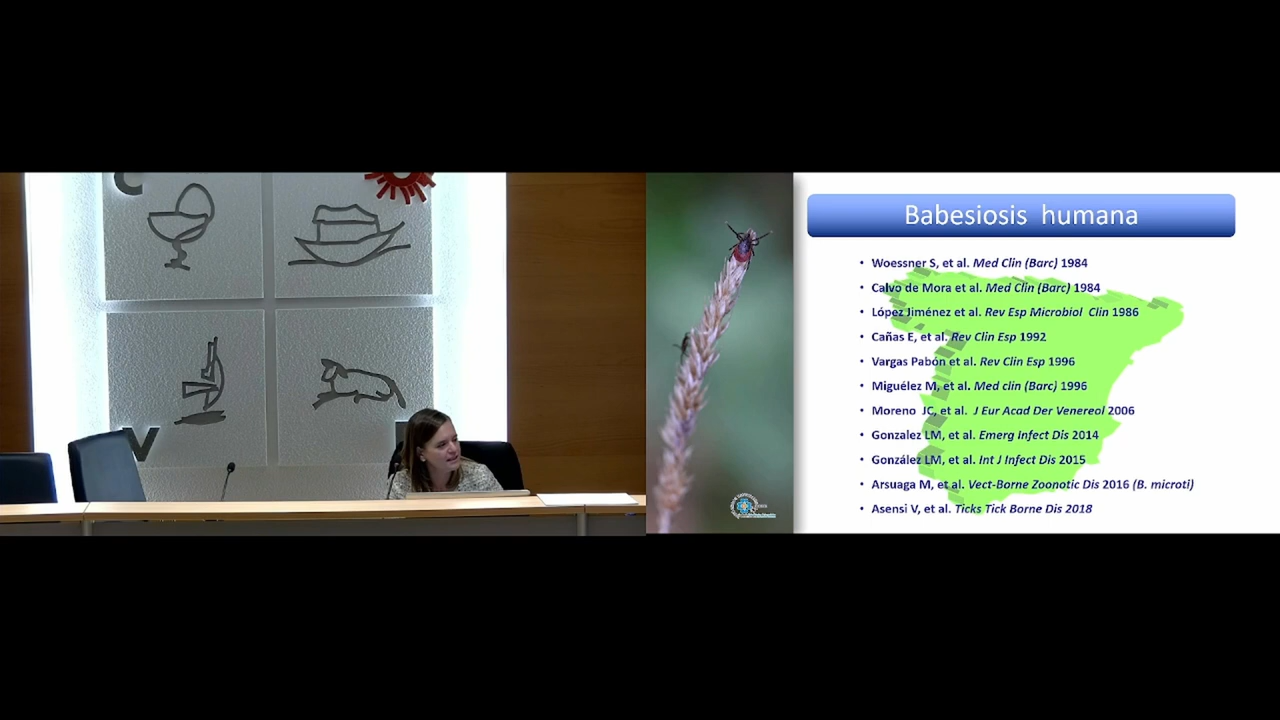 C
V
Babesiosis humana
• Woessner S, et al. Med Clin (Barc) 1984
• Calvo de Mora et al. Med Clin (Barc) 1984
• López Jiménez et al. Rev Esp Microbiol Clin 1986
• Cañas E, et al. Rev Clin Esp 1992
• Vargas Pabón et al. Rev Clin Esp 1996
• Miguélez M, et al. Med clin (Barc) 1996
• Moreno JC, et al. J Eur Acad Der Venereol 2006
• Gonzalez LM, et al. Emerg Infect Dis 2014
• González LM, et al. Int J Infect Dis 2015
• Arsuaga M, et al. Vect-Borne Zoonotic Dis 2016 (B. microti)
• Asensi V, et al. Ticks Tick Borne Dis 2018